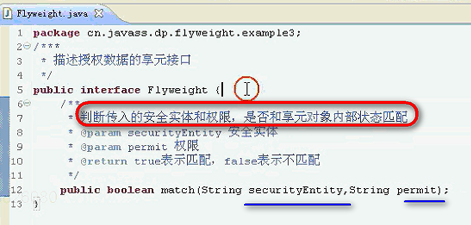 Flyweight.java
1 package cn.javass.dp.flyweight.example3;
2 /***
3 * 描述授权数据的享元接口
4 */
5 public interface Flyweight {
6 /**
7 * 判断传入的安全实体和权限，是否和享元对象内部状态匹配
8 * @param securityEntity 安全实体
9 * @param permit 权限
10 * @return true表示匹配，false表示不匹配
11 */
12 public boolean match(String securityEntity,String permit);
13 }